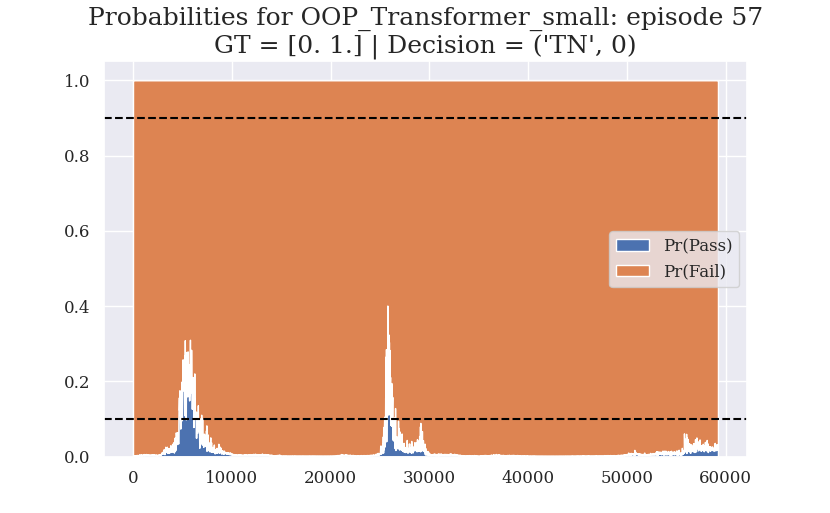 Probabilities for OOP_Transformer_small: episode 57
GT = [0. 1.] | Decision = ('TN', 0)
1.0
0.8
0.6
0.4
0.2
0.0
Pr(Pass)
Pr(Fail)
0 10000 20000 30000 40000 50000 60000